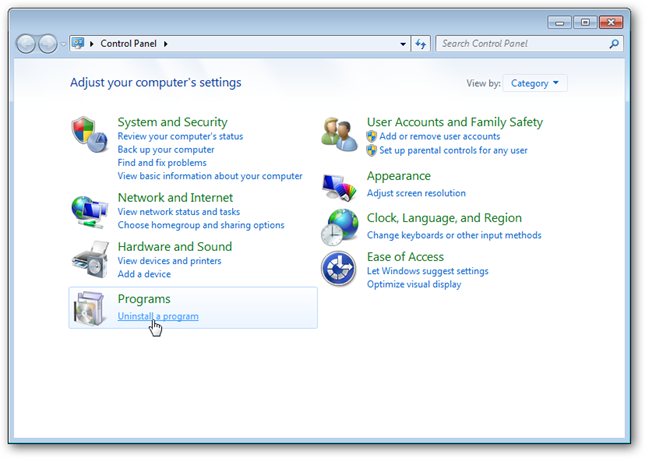 Control Panel
Search Control Panel
Adjust your computer's settings
View by: Category
System and Security
Review your computer's status
Back up your computer
Find and fix problems
View basic information about your computer
Network and Internet
View network status and tasks
Choose homegroup and sharing options
Hardware and Sound
View devices and printers
Add a device
Programs
Uninstall a program
User Accounts and Family Safety
Add or remove user accounts
Set up parental controls for any user
Appearance
Adjust screen resolution
Clock, Language, and Region
Change keyboards or other input methods
Ease of Access
Let Windows suggest settings
Optimize visual display